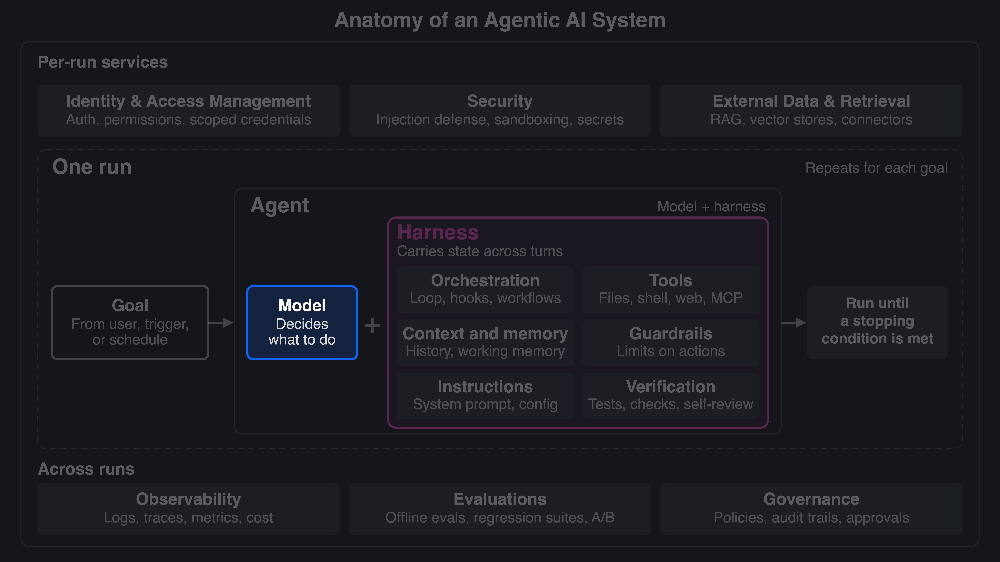 Anatomy of an Agentic AI System
Per-run services
Identity & Access Management
Auth, permissions, scoped credentials
Security
Injection defense, sandboxing, secrets
External Data & Retrieval
RAG, vector stores, connectors
One run
Repeats for each goal
Agent
Model + harness
Goal
From user, trigger,
or schedule
Model
Decides
what to do
+
Harness
Carries state across turns
Orchestration
Loop, hooks, workflows
Tools
Files, shell, web, MCP
Context and memory
History, working memory
Guardrails
Limits on actions
Instructions
System prompt, config
Verification
Tests, checks, self-review
Run until
a stopping
condition is met
Across runs
Observability
Logs, traces, metrics, cost
Evaluations
Offline evals, regression suites, A/B
Governance
Policies, audit trails, approvals